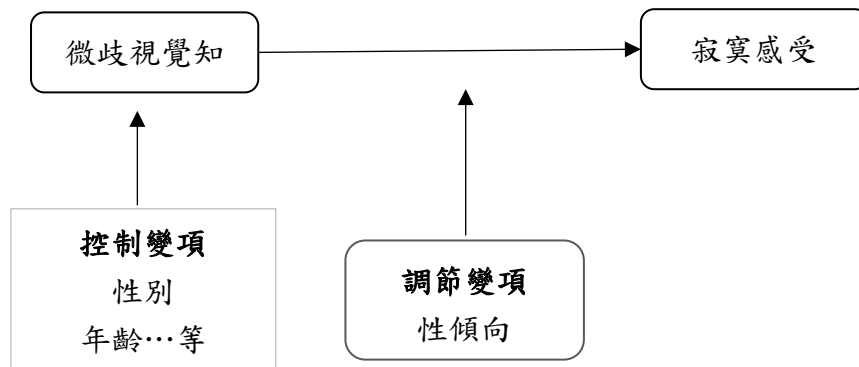 微歧視覺知
寂寞感受
控制變項
性別
年齡…等
調節變項
性傾向